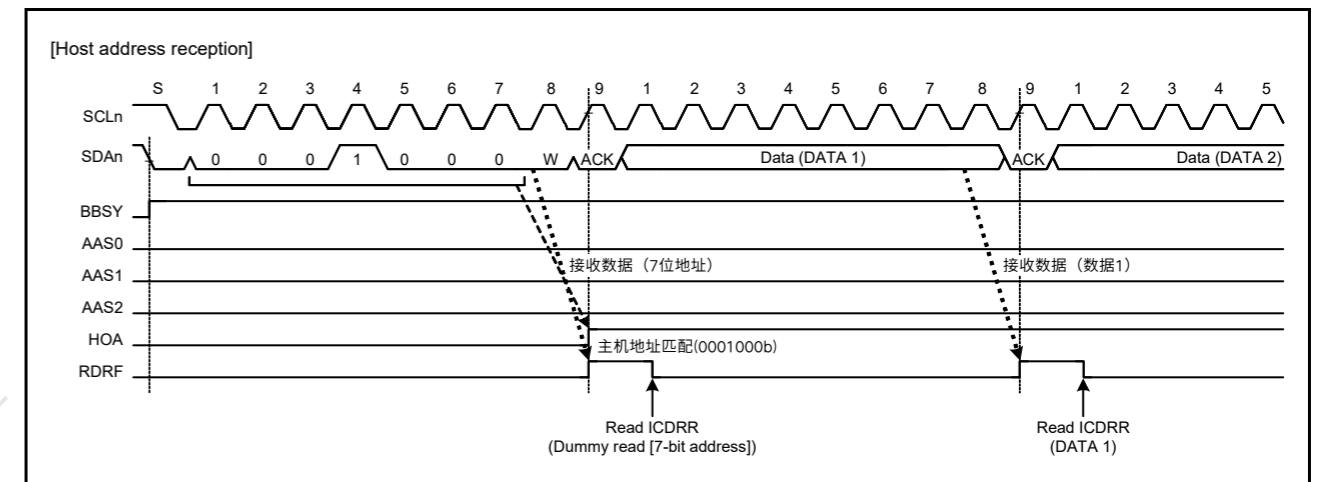 [Host address reception]
S 1 2 3 4 5 6 7 8 9 1 2 3 4 5 6 7 8 9 1 2 3 4 5
SCLn
SDAn 0 0 0 1 0 0 0 W ACK Data (DATA 1) ACK Data (DATA 2)
BBSY
AAS0
接收数据（7位地址） 接收数据（数据1）
AAS1
AAS2
HOA
主机地址匹配(0001000b)
RDRF
Read ICDRR Read ICDRR
(Dummy read [7-bit address]) (DATA 1)